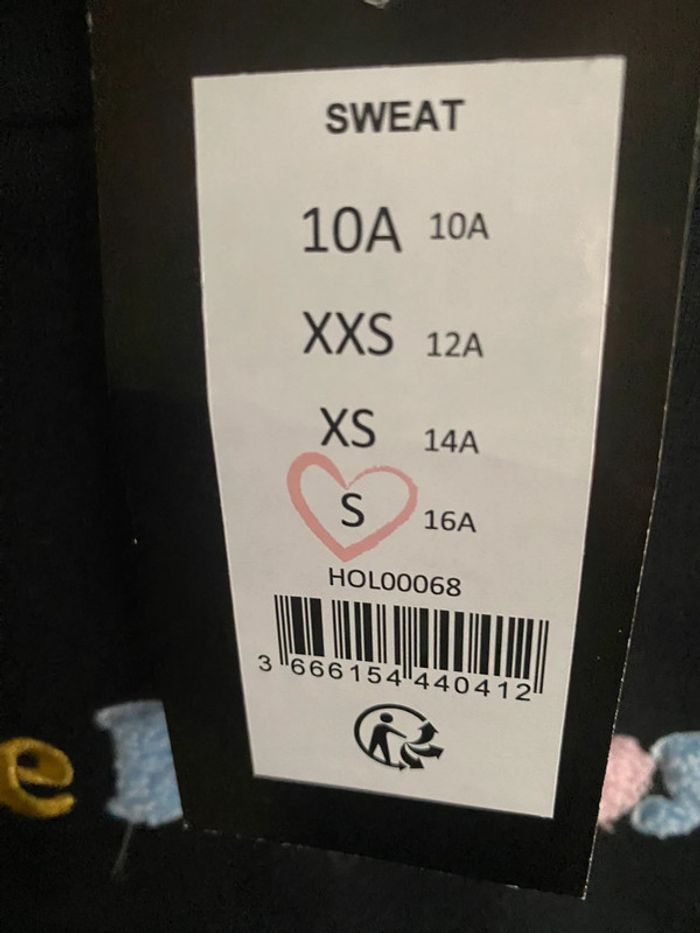 SWEAT
10A 10A
XXS 12A
XS 14A
S 16A
HOL00068
3 666154 440412
e